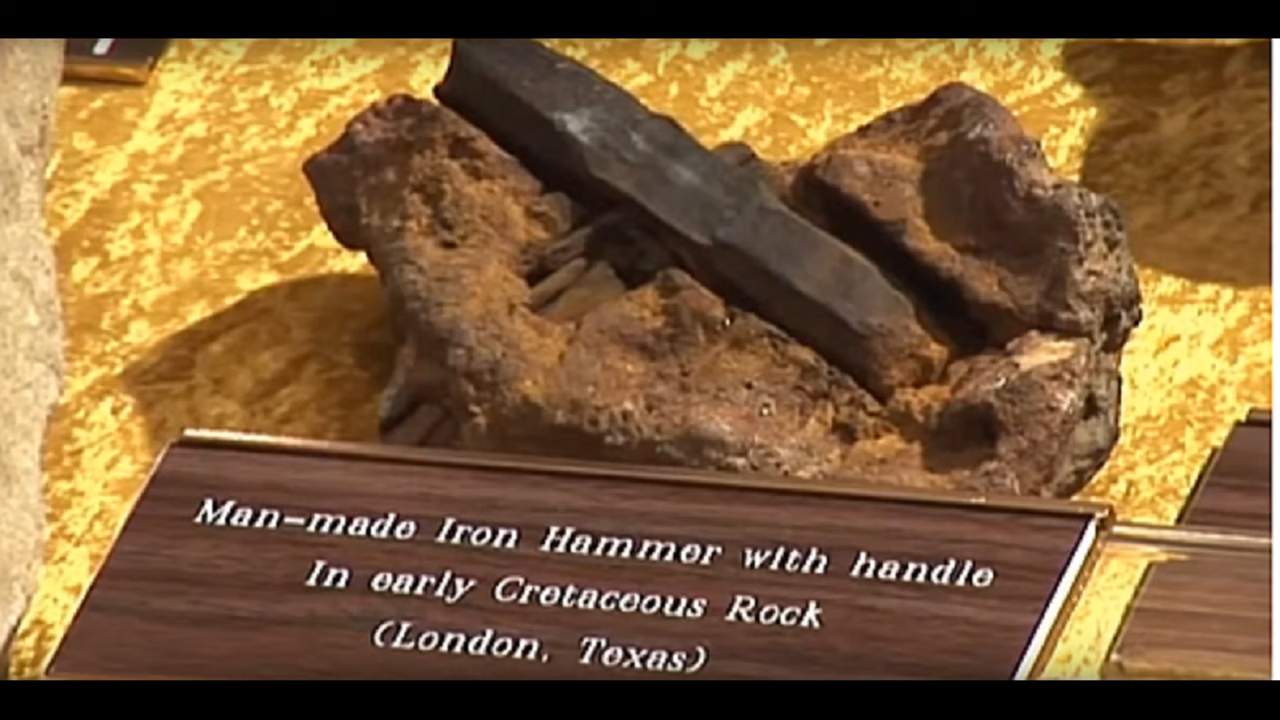 Man-made Iron Hammer with handle
In early Cretaceous Rock
(London, Texas)